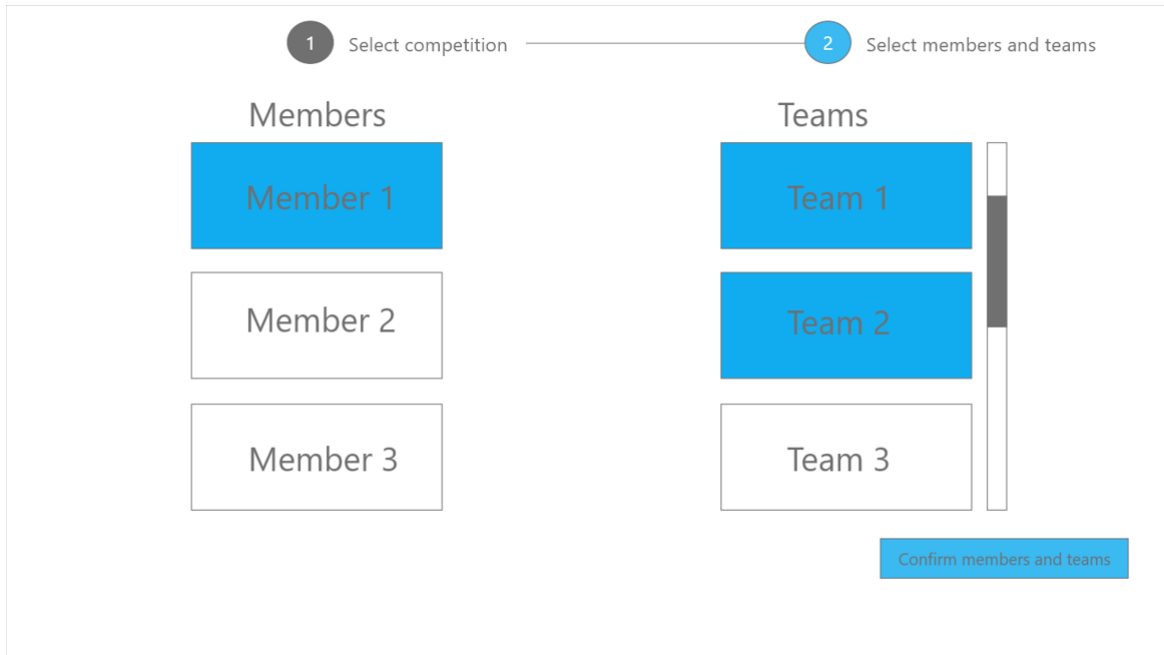 1 Select competition 2 Select members and teams
Members
Member 1
Member 2
Member 3
Teams
Team 1
Team 2
Team 3
Confirm members and teams